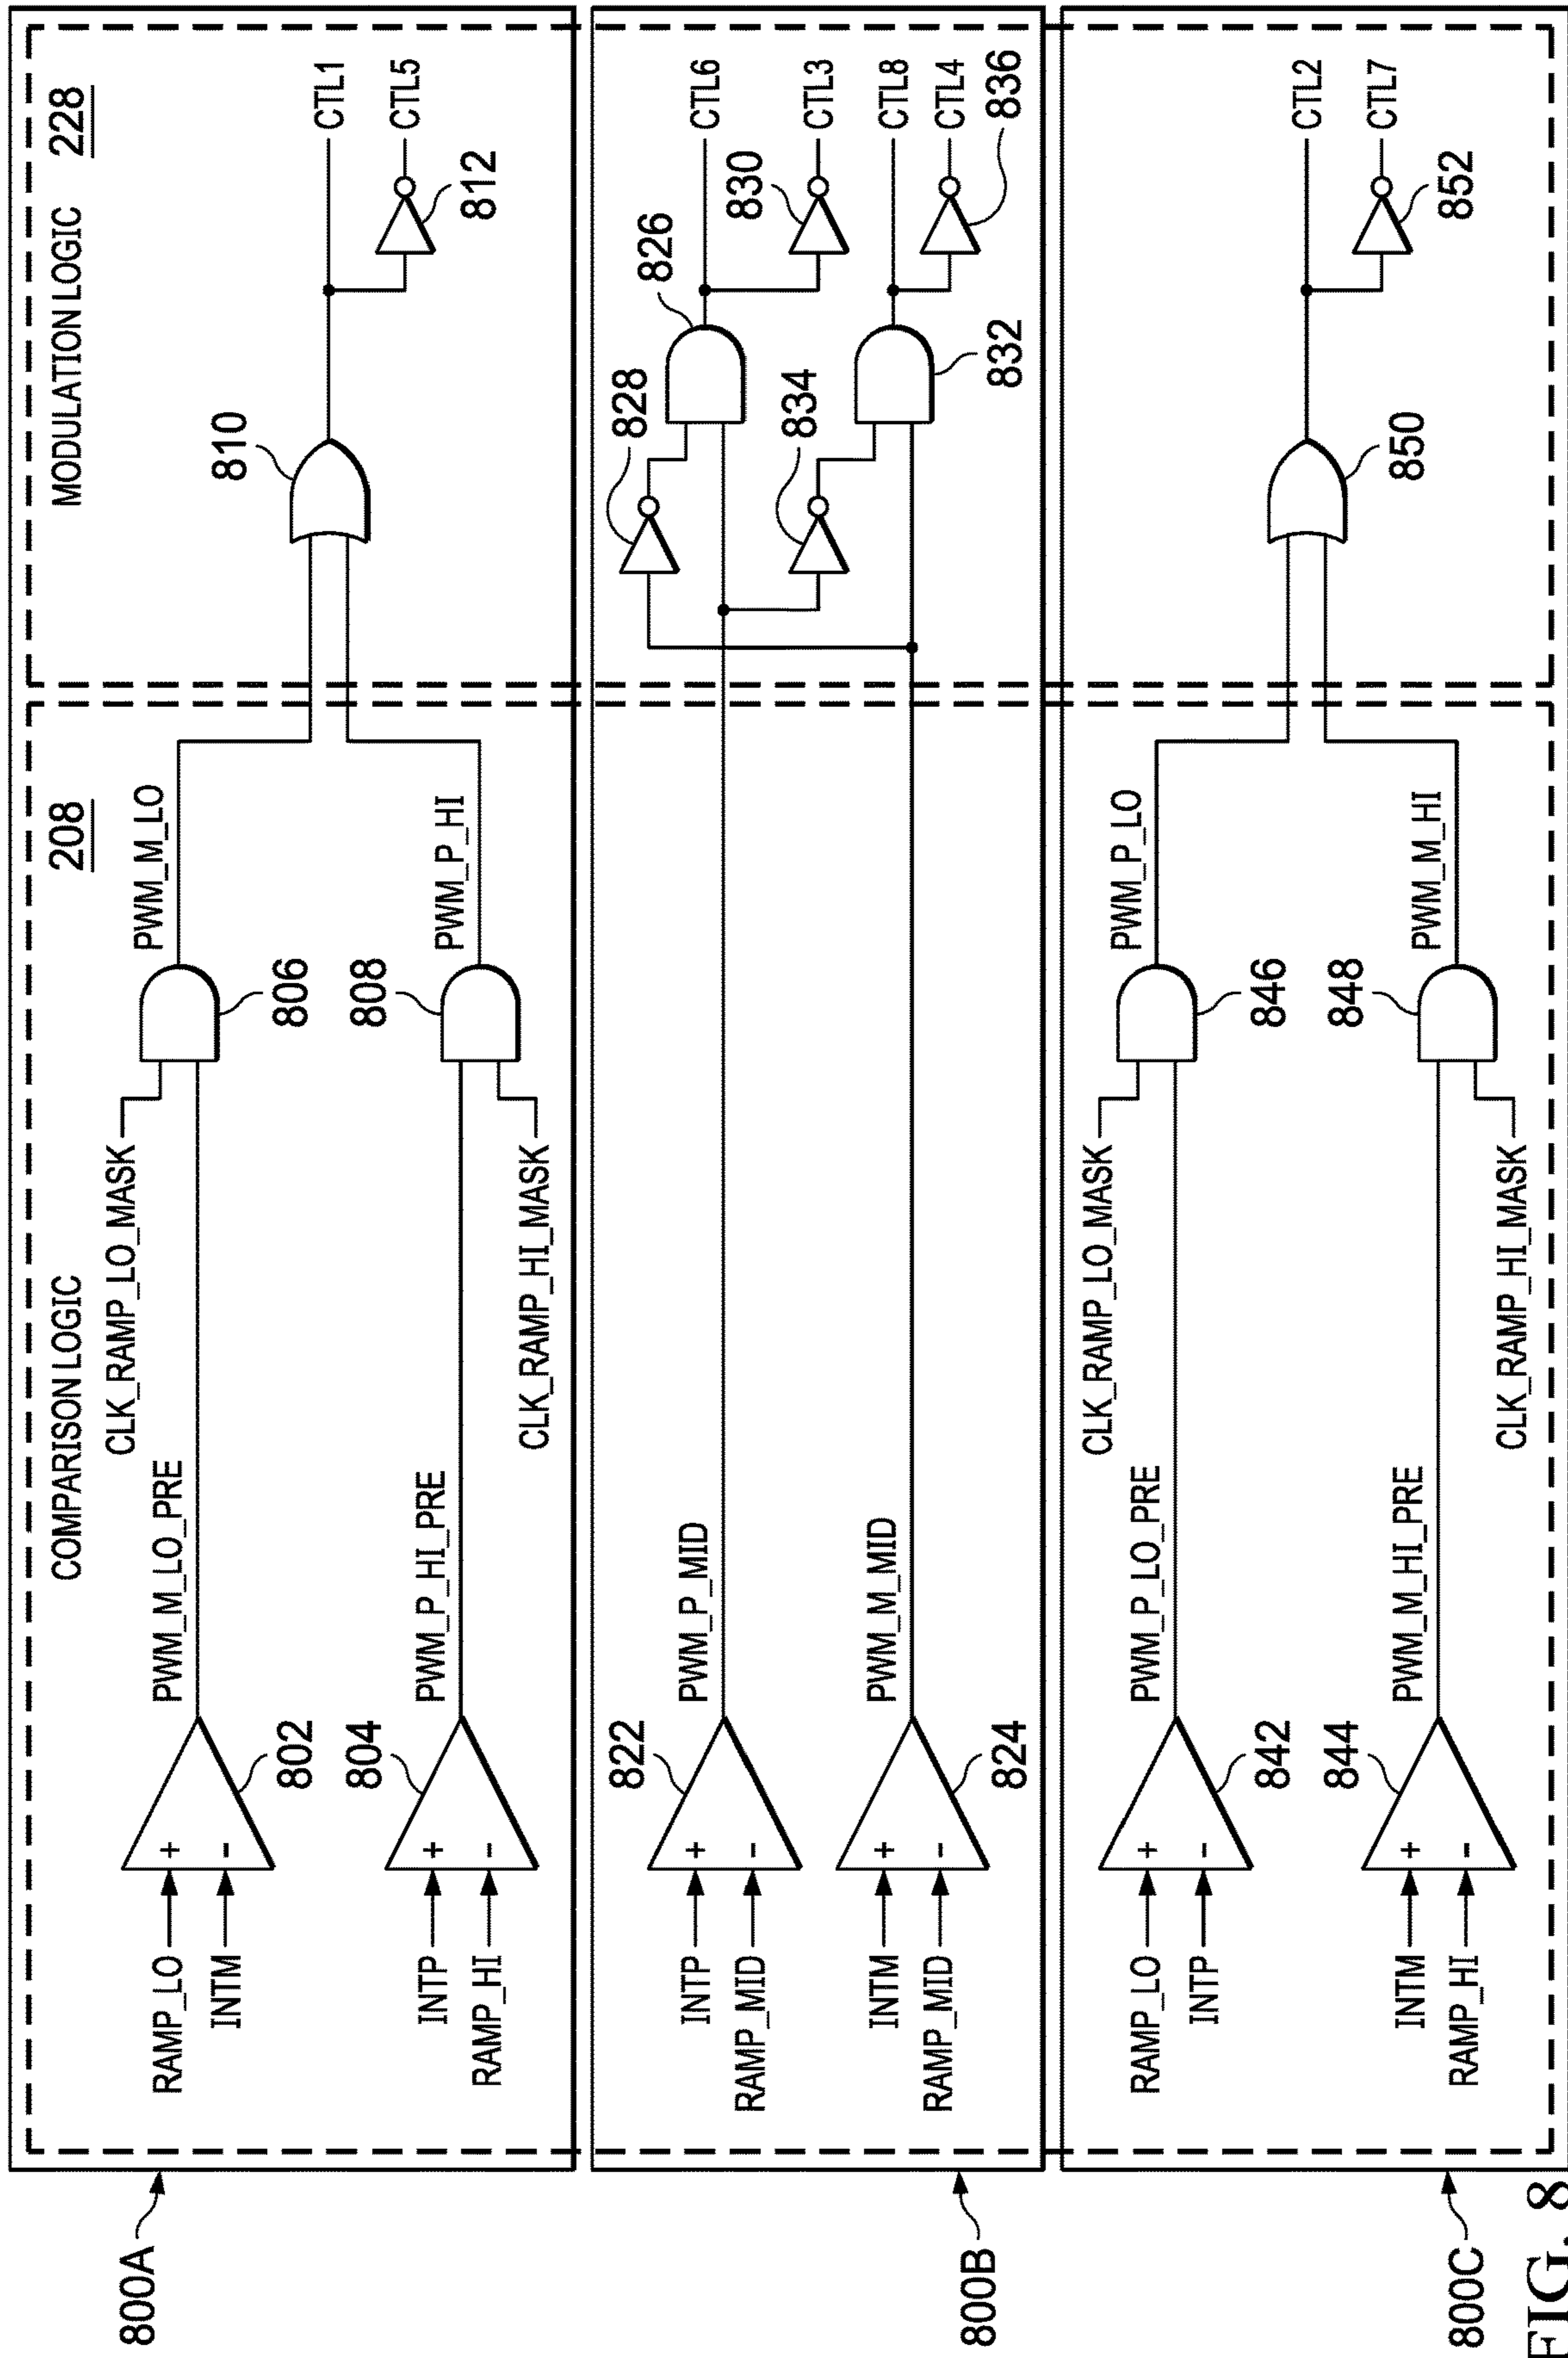 800A
COMPARISON LOGIC 208
MODULATION LOGIC 228
RAMP_LO
INTM
+
-
802
PWM_M_LO_PRE
CLK_RAMP_LO_MASK
806
PWM_M_LO
INTP
RAMP_HI
+
-
804
PWM_P_HI_PRE
CLK_RAMP_HI_MASK
808
PWM_P_HI
810
812
CTL1
CTL5
800B
INTP
RAMP_MID
+
-
822
PWM_P_MID
INTM
RAMP_MID
+
-
824
PWM_M_MID
828
826
834
832
830
836
CTL6
CTL3
CTL8
CTL4
800C
RAMP_LO
INTP
+
-
842
PWM_P_LO_PRE
CLK_RAMP_LO_MASK
846
PWM_P_LO
INTM
RAMP_HI
+
-
844
PWM_M_HI_PRE
CLK_RAMP_HI_MASK
848
PWM_M_HI
850
852
CTL2
CTL7
FIG. 8